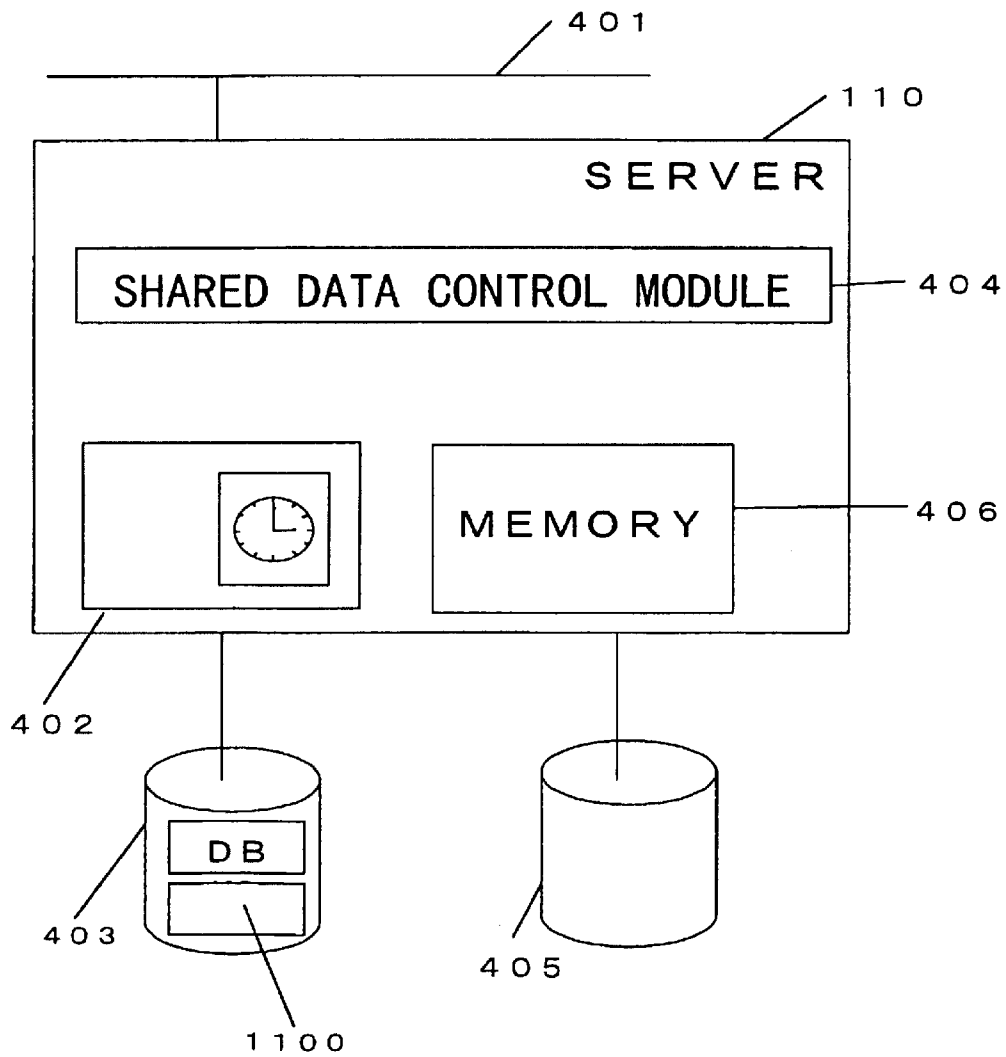 401
110
SERVER
SHARED DATA CONTROL MODULE
404
MEMORY
406
402
DB
403
405
1100